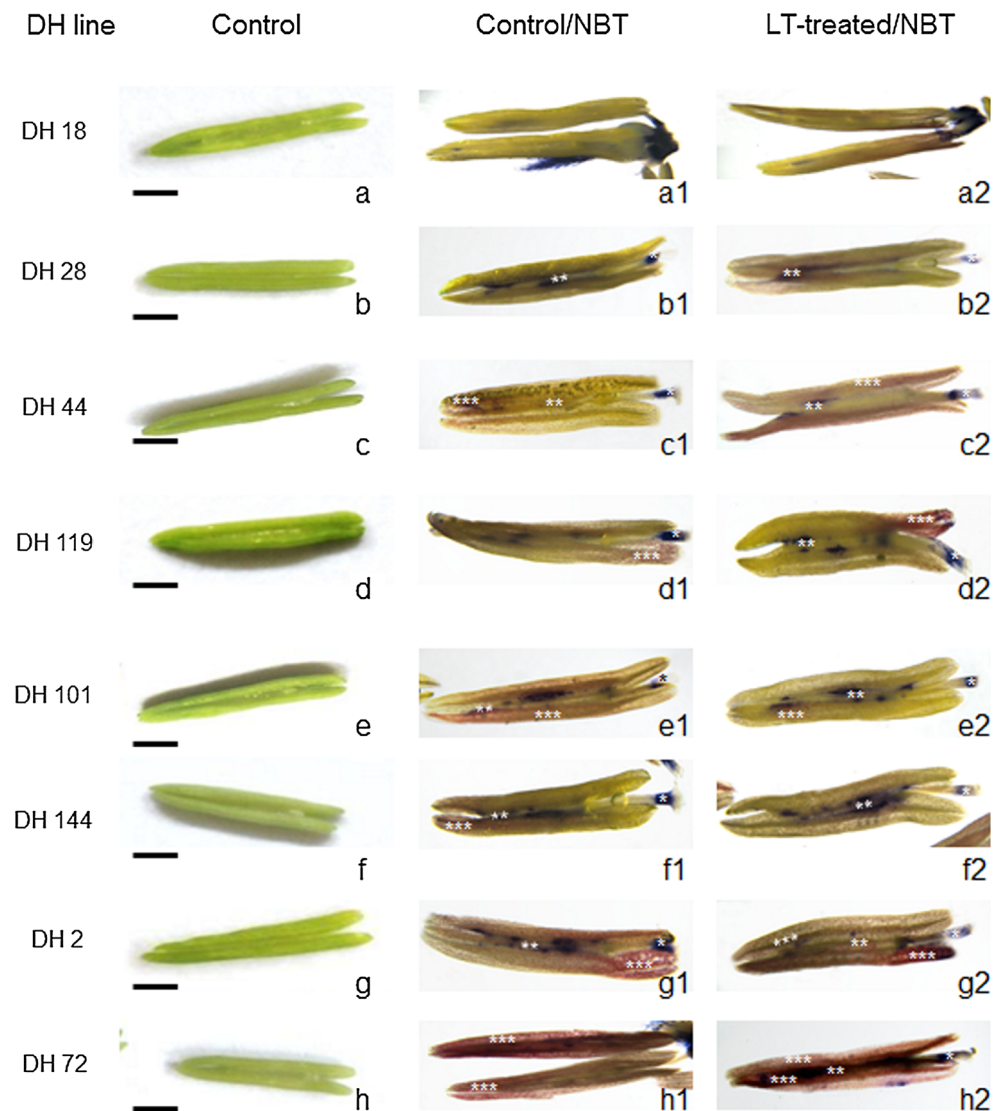 DH line Control Control/NBT LT-treated/NBT
DH 18 a a1 a2
DH 28 b ** * b1 ** * b2
DH 44 c *** ** * c1 *** ** * c2
DH 119 d *** * d1 ** *** * d2
DH 101 e ** *** * e1 *** ** * e2
DH 144 f *** ** * f1 ** * f2
DH 2 g ** *** * g1 *** ** *** * g2
DH 72 h *** *** h1 *** *** ** * h2